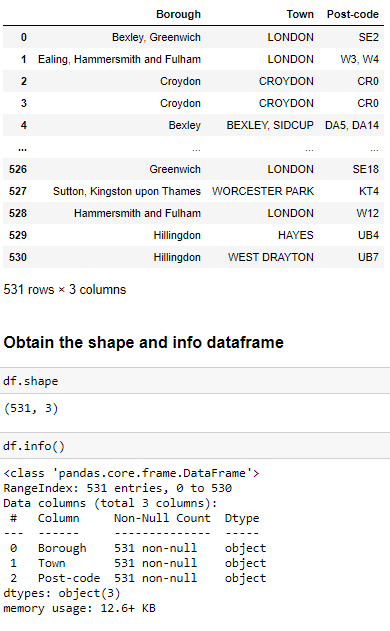 Borough Town Post-code
0 Bexley, Greenwich LONDON SE2
1 Ealing, Hammersmith and Fulham LONDON W3, W4
2 Croydon CROYDON CR0
3 Croydon CROYDON CR0
4 Bexley BEXLEY, SIDCUP DA5, DA14
... ... ... ...
526 Greenwich LONDON SE18
527 Sutton, Kingston upon Thames WORCESTER PARK KT4
528 Hammersmith and Fulham LONDON W12
529 Hillingdon HAYES UB4
530 Hillingdon WEST DRAYTON UB7
531 rows × 3 columns
Obtain the shape and info dataframe
df.shape
(531, 3)
df.info()
<class 'pandas.core.frame.DataFrame'>
RangeIndex: 531 entries, 0 to 530
Data columns (total 3 columns):
# Column Non-Null Count Dtype
--- ------ -------------- -----
0 Borough 531 non-null object
1 Town 531 non-null object
2 Post-code 531 non-null object
dtypes: object(3)
memory usage: 12.6+ KB